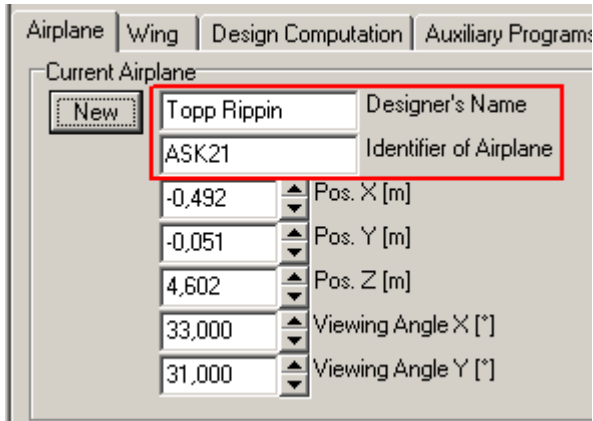 Airplane Wing Design Computation Auxiliary Programs
Current Airplane
New Topp Rippin Designer's Name
ASK21 Identifier of Airplane
-0,492 Pos. X [m]
-0,051 Pos. Y [m]
4,602 Pos. Z [m]
33,000 Viewing Angle X [°]
31,000 Viewing Angle Y [°]